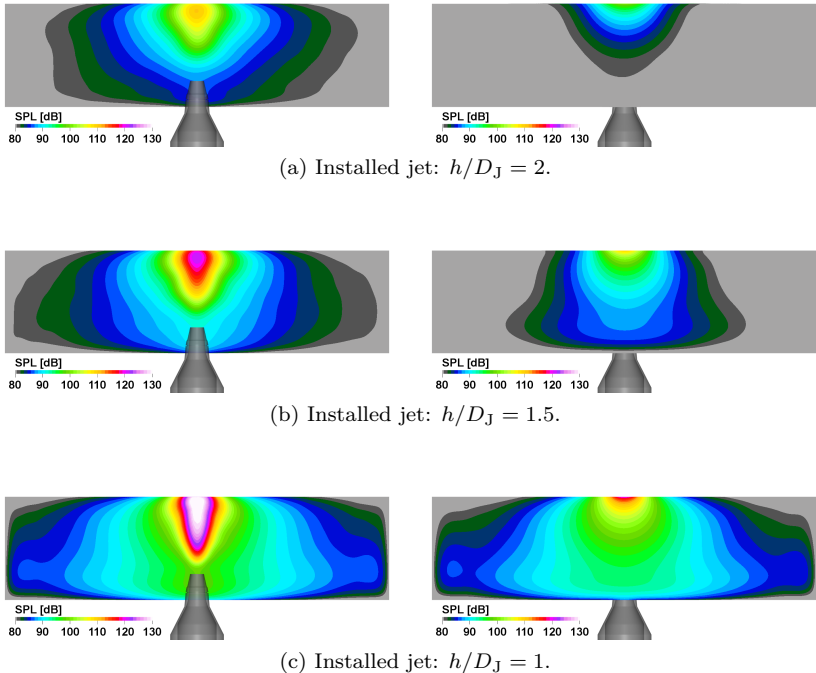 SPL [dB] SPL [dB]
80 90 100 110 120 130 80 90 100 110 120 130
(a) Installed jet: h/D_J = 2.
SPL [dB] SPL [dB]
80 90 100 110 120 130 80 90 100 110 120 130
(b) Installed jet: h/D_J = 1.5.
SPL [dB] SPL [dB]
80 90 100 110 120 130 80 90 100 110 120 130
(c) Installed jet: h/D_J = 1.